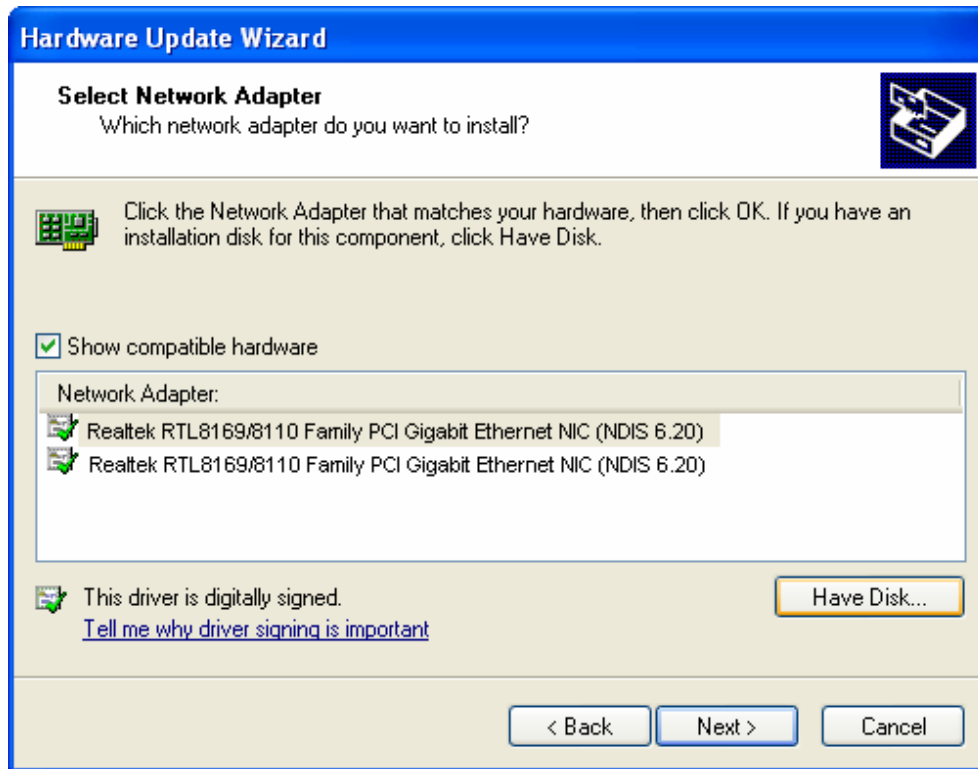 Hardware Update Wizard
Select Network Adapter
Which network adapter do you want to install?
Click the Network Adapter that matches your hardware, then click OK. If you have an
installation disk for this component, click Have Disk.
Show compatible hardware
Network Adapter:
Realtek RTL8169/8110 Family PCI Gigabit Ethernet NIC (NDIS 6.20)
Realtek RTL8169/8110 Family PCI Gigabit Ethernet NIC (NDIS 6.20)
This driver is digitally signed.
Have Disk...
Tell me why driver signing is important
< Back
Next >
Cancel